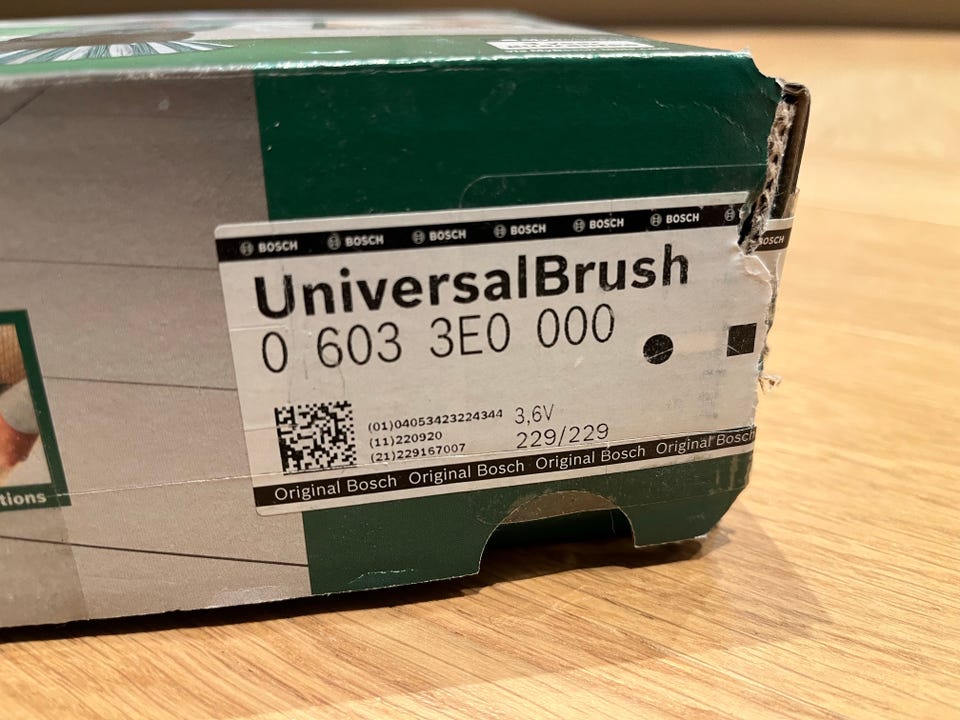 BOSCH BOSCH BOSCH BOSCH BOSCH BOSCH BOSCH
UniversalBrush
0 603 3E0 000
(01)04053423224344 3,6V
(11)220920
(21)229167007 229/229
Original Bosch Original Bosch Original Bosch Original Bosch
tions